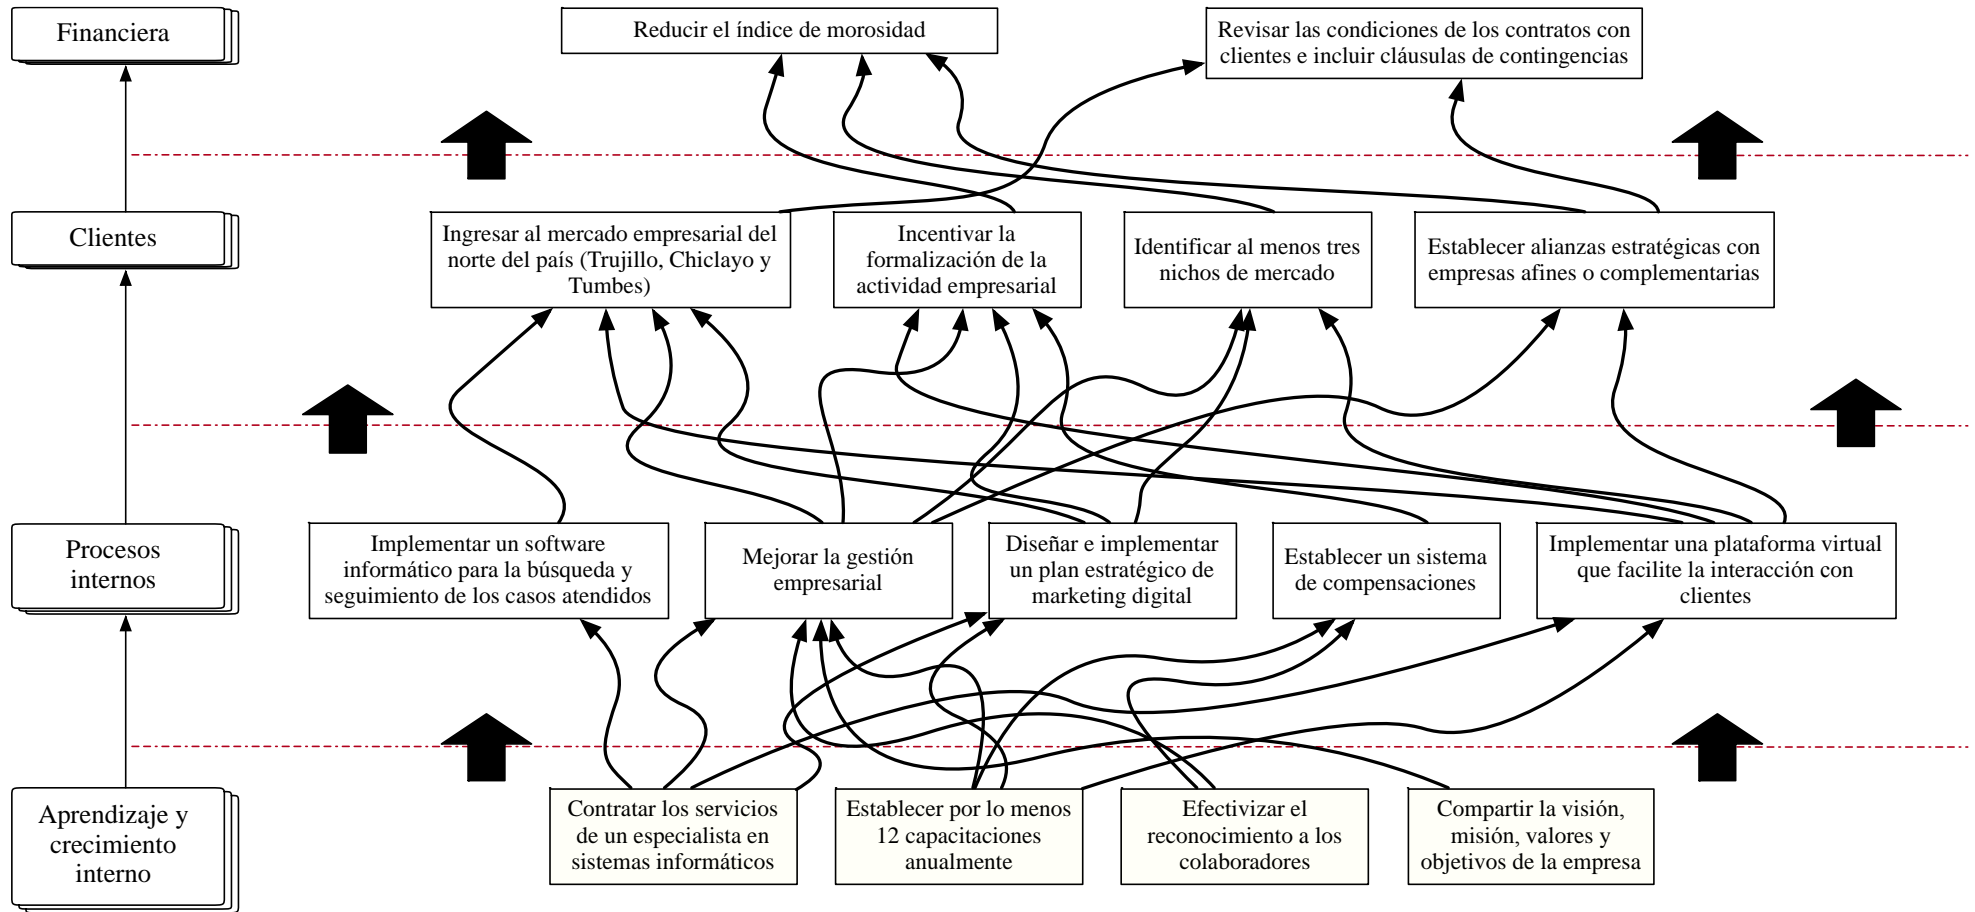 Financiera
Reducir el índice de morosidad
Revisar las condiciones de los contratos con
clientes e incluir cláusulas de contingencias
Clientes
Ingresar al mercado empresarial del
norte del país (Trujillo, Chiclayo y
Tumbes)
Incentivar la
formalización de la
actividad empresarial
Identificar al menos tres
nichos de mercado
Establecer alianzas estratégicas con
empresas afines o complementarias
Procesos
internos
Implementar un software
informático para la búsqueda y
seguimiento de los casos atendidos
Mejorar la gestión
empresarial
Diseñar e implementar
un plan estratégico de
marketing digital
Establecer un sistema
de compensaciones
Implementar una plataforma virtual
que facilite la interacción con
clientes
Aprendizaje y
crecimiento
interno
Contratar los servicios
de un especialista en
sistemas informáticos
Establecer por lo menos
12 capacitaciones
anualmente
Efectivizar el
reconocimiento a los
colaboradores
Compartir la visión,
misión, valores y
objetivos de la empresa